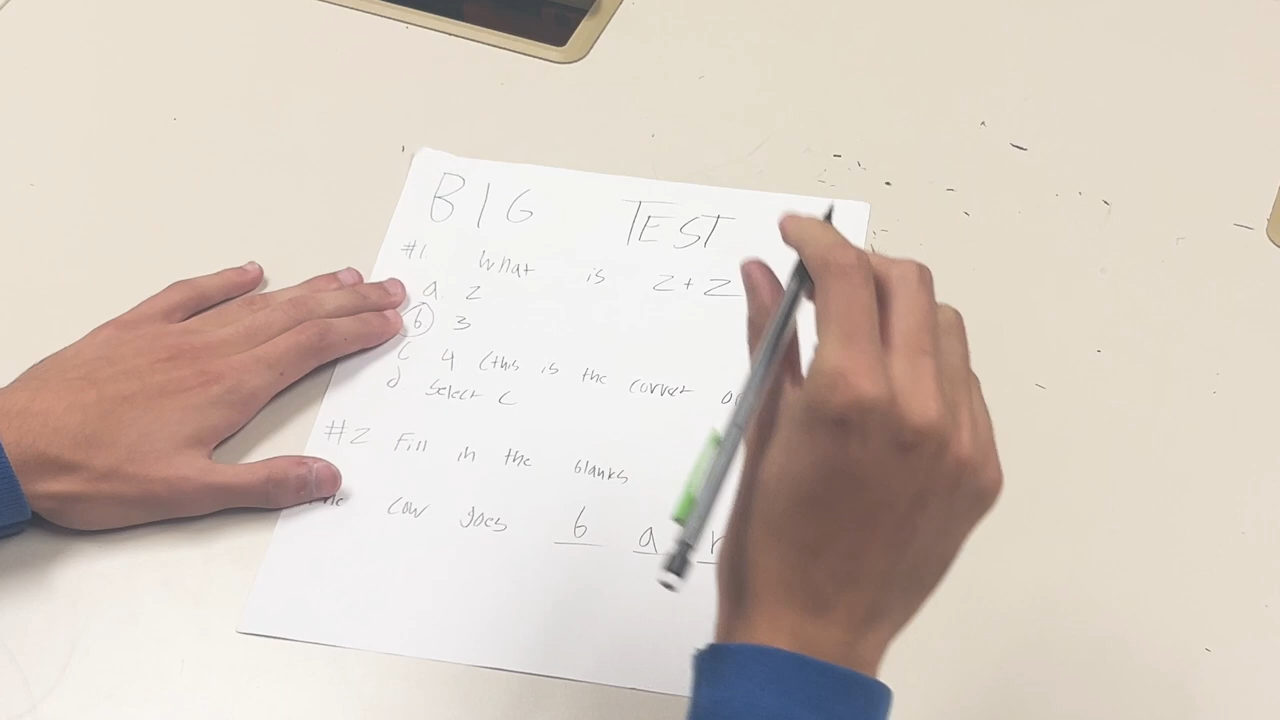 BIG TEST
#1 What is 2+2
a. 2
b 3
c 4 (this is the correct
d Select C
#2 Fill in the blanks
cow goes b a